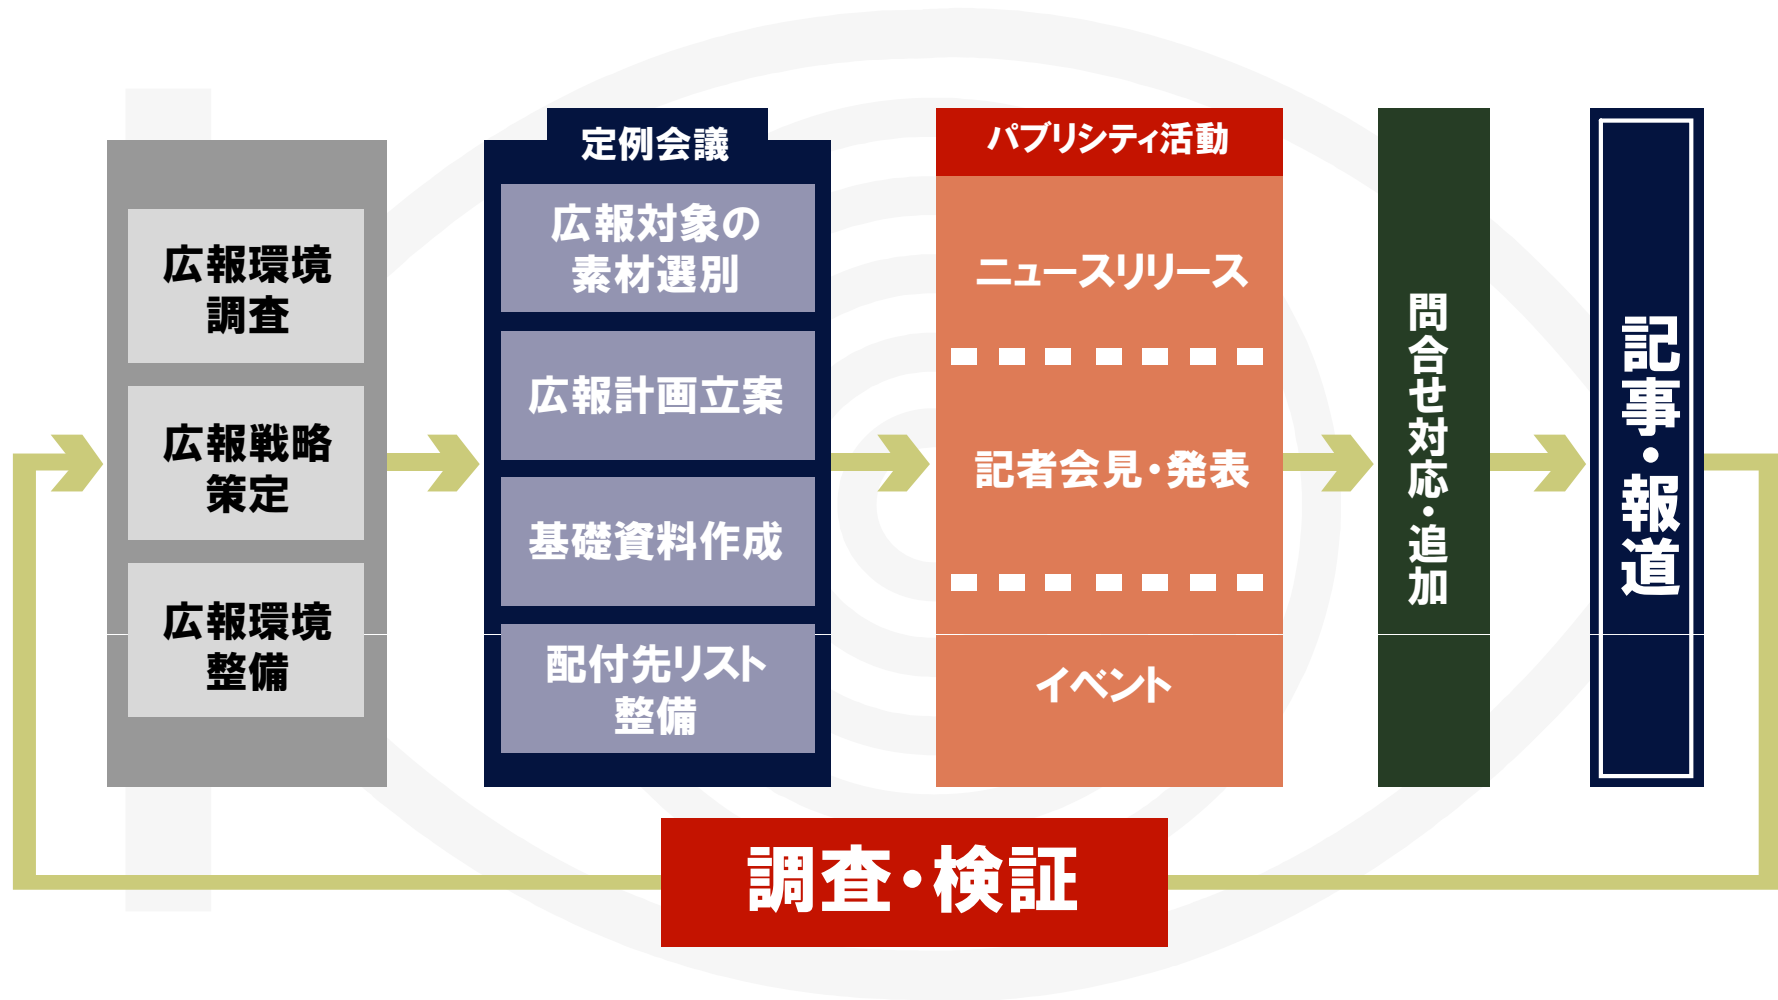 広報環境
調査
広報戦略
策定
広報環境
整備
定例会議
広報対象の
素材選別
広報計画立案
基礎資料作成
配付先リスト
整備
パブリシティ活動
ニュースリリース
記者会見・発表
イベント
問合せ対応・追加
記事・報道
調査・検証